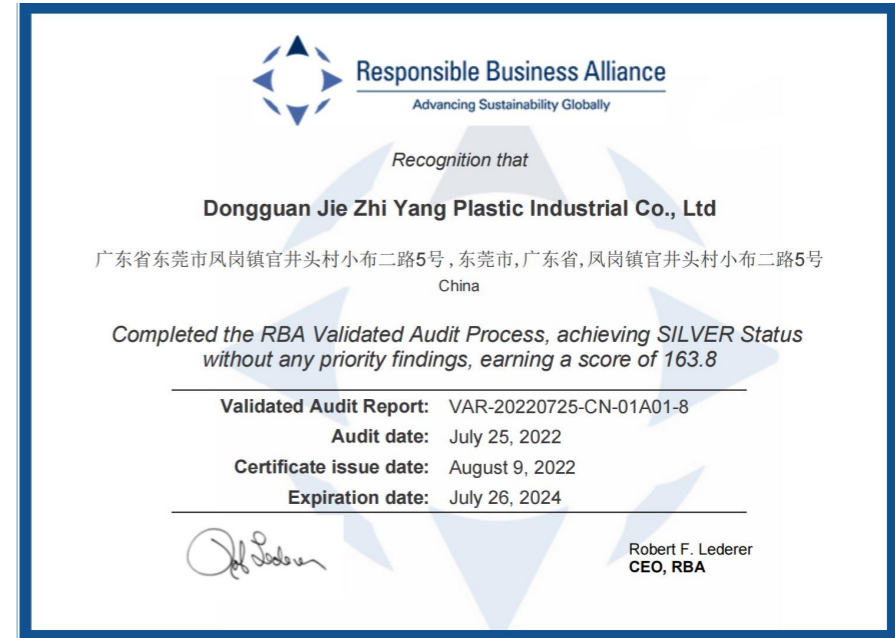 Responsible Business Alliance
Advancing Sustainability Globally
Recognition that
Dongguan Jie Zhi Yang Plastic Industrial Co., Ltd
广东省东莞市凤岗镇官井头村小布二路5号 , 东莞市, 广东省, 凤岗镇官井头村小布二路5号
China
Completed the RBA Validated Audit Process, achieving SILVER Status
without any priority findings, earning a score of 163.8
Validated Audit Report: VAR-20220725-CN-01A01-8
Audit date: July 25, 2022
Certificate issue date: August 9, 2022
Expiration date: July 26, 2024
Rob Lederer
Robert F. Lederer
CEO, RBA